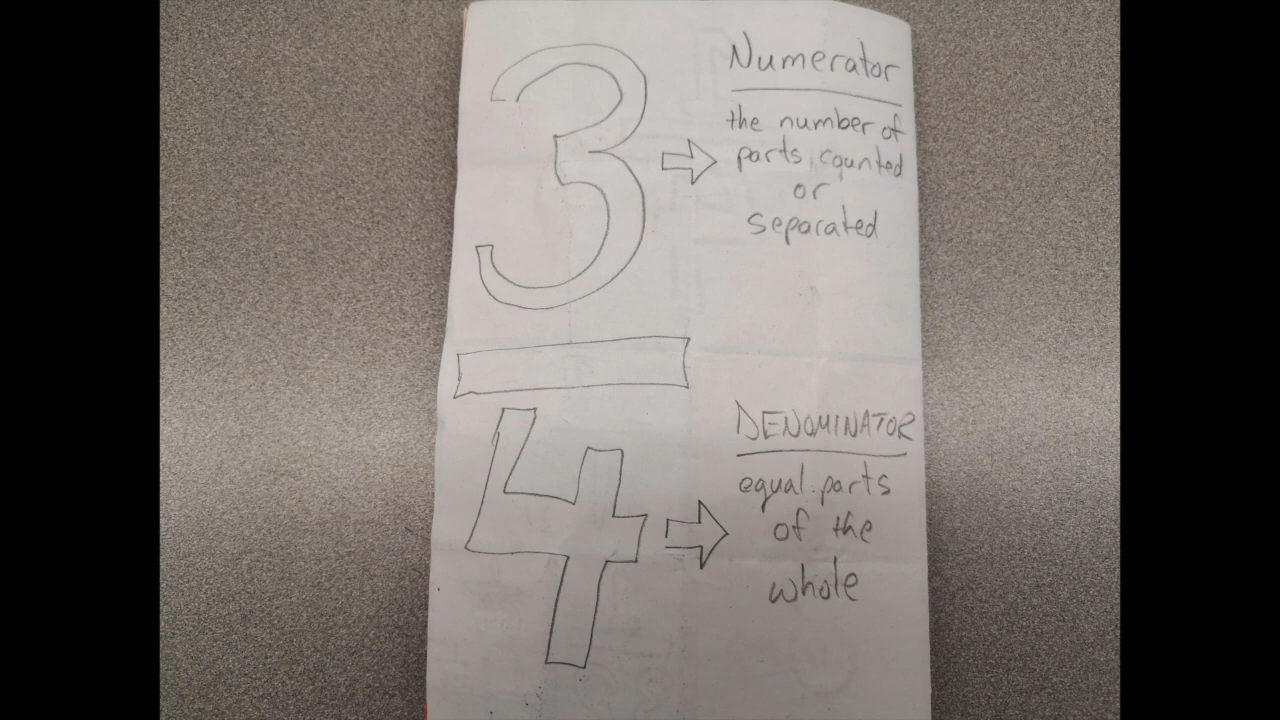 3
Numerator
the number of
parts counted
or
separated
4
DENOMINATOR
equal parts
of the
whole